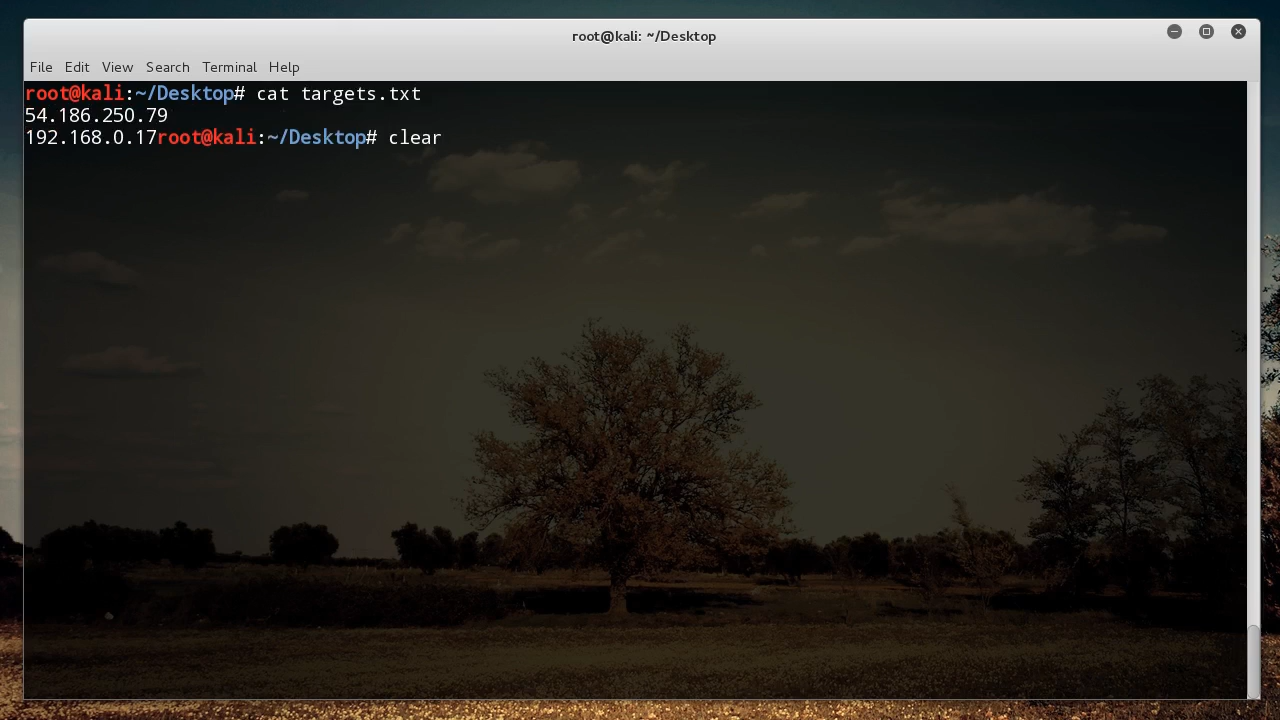 root@kali: ~/Desktop
File Edit View Search Terminal Help
root@kali:~/Desktop# cat targets.txt
54.186.250.79
192.168.0.17root@kali:~/Desktop# clear